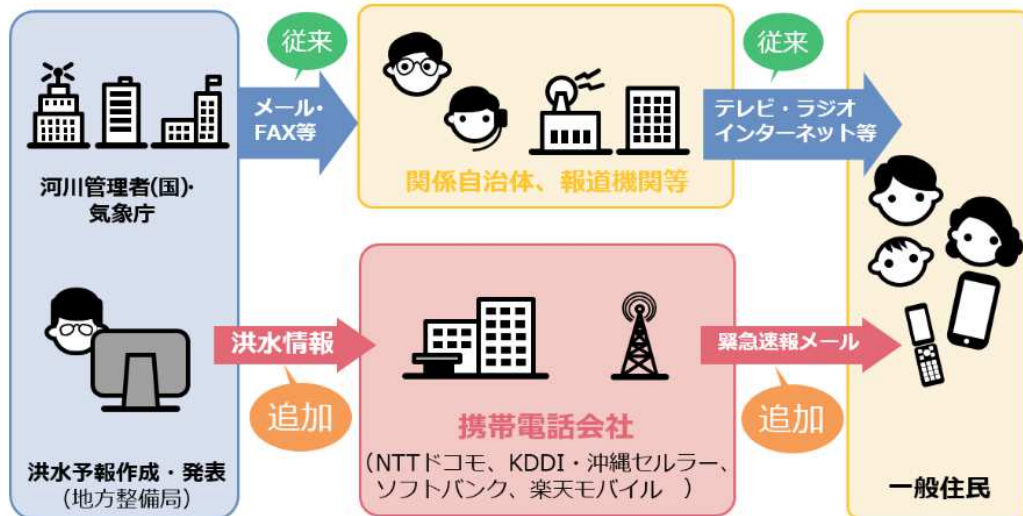 従来
メール・
FAX等
河川管理者(国)・
気象庁
関係自治体、報道機関等
従来
テレビ・ラジオ
インターネット等
洪水情報
追加
洪水予報作成・発表
(地方整備局)
携帯電話会社
(NTTドコモ、KDDI・沖縄セルラー、
ソフトバンク、楽天モバイル )
緊急速報メール
追加
一般住民